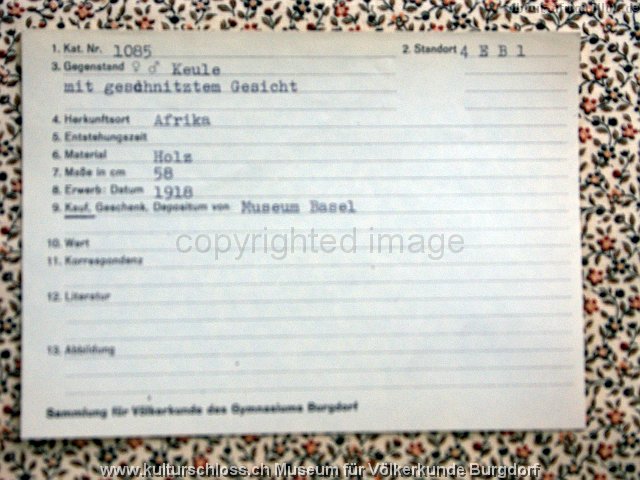 1. Kat. Nr. 1085 2. Standort 4 E B 1
3. Gegenstand ♀ ♂ Keule
mit geschnitztem Gesicht
4. Herkunftsort Afrika
5. Entstehungszeit
6. Material Holz
7. Maße in cm 58
8. Erwerb: Datum 1918
9. Kauf, Geschenk, Depositum von Museum Basel
copyrighted image
10. Wert
11. Korrespondenz
12. Literatur
13. Abbildung
Sammlung für Völkerkunde des Gymnasiums Burgdorf
www.kulturschloss.ch Museum für Völkerkunde Burgdorf